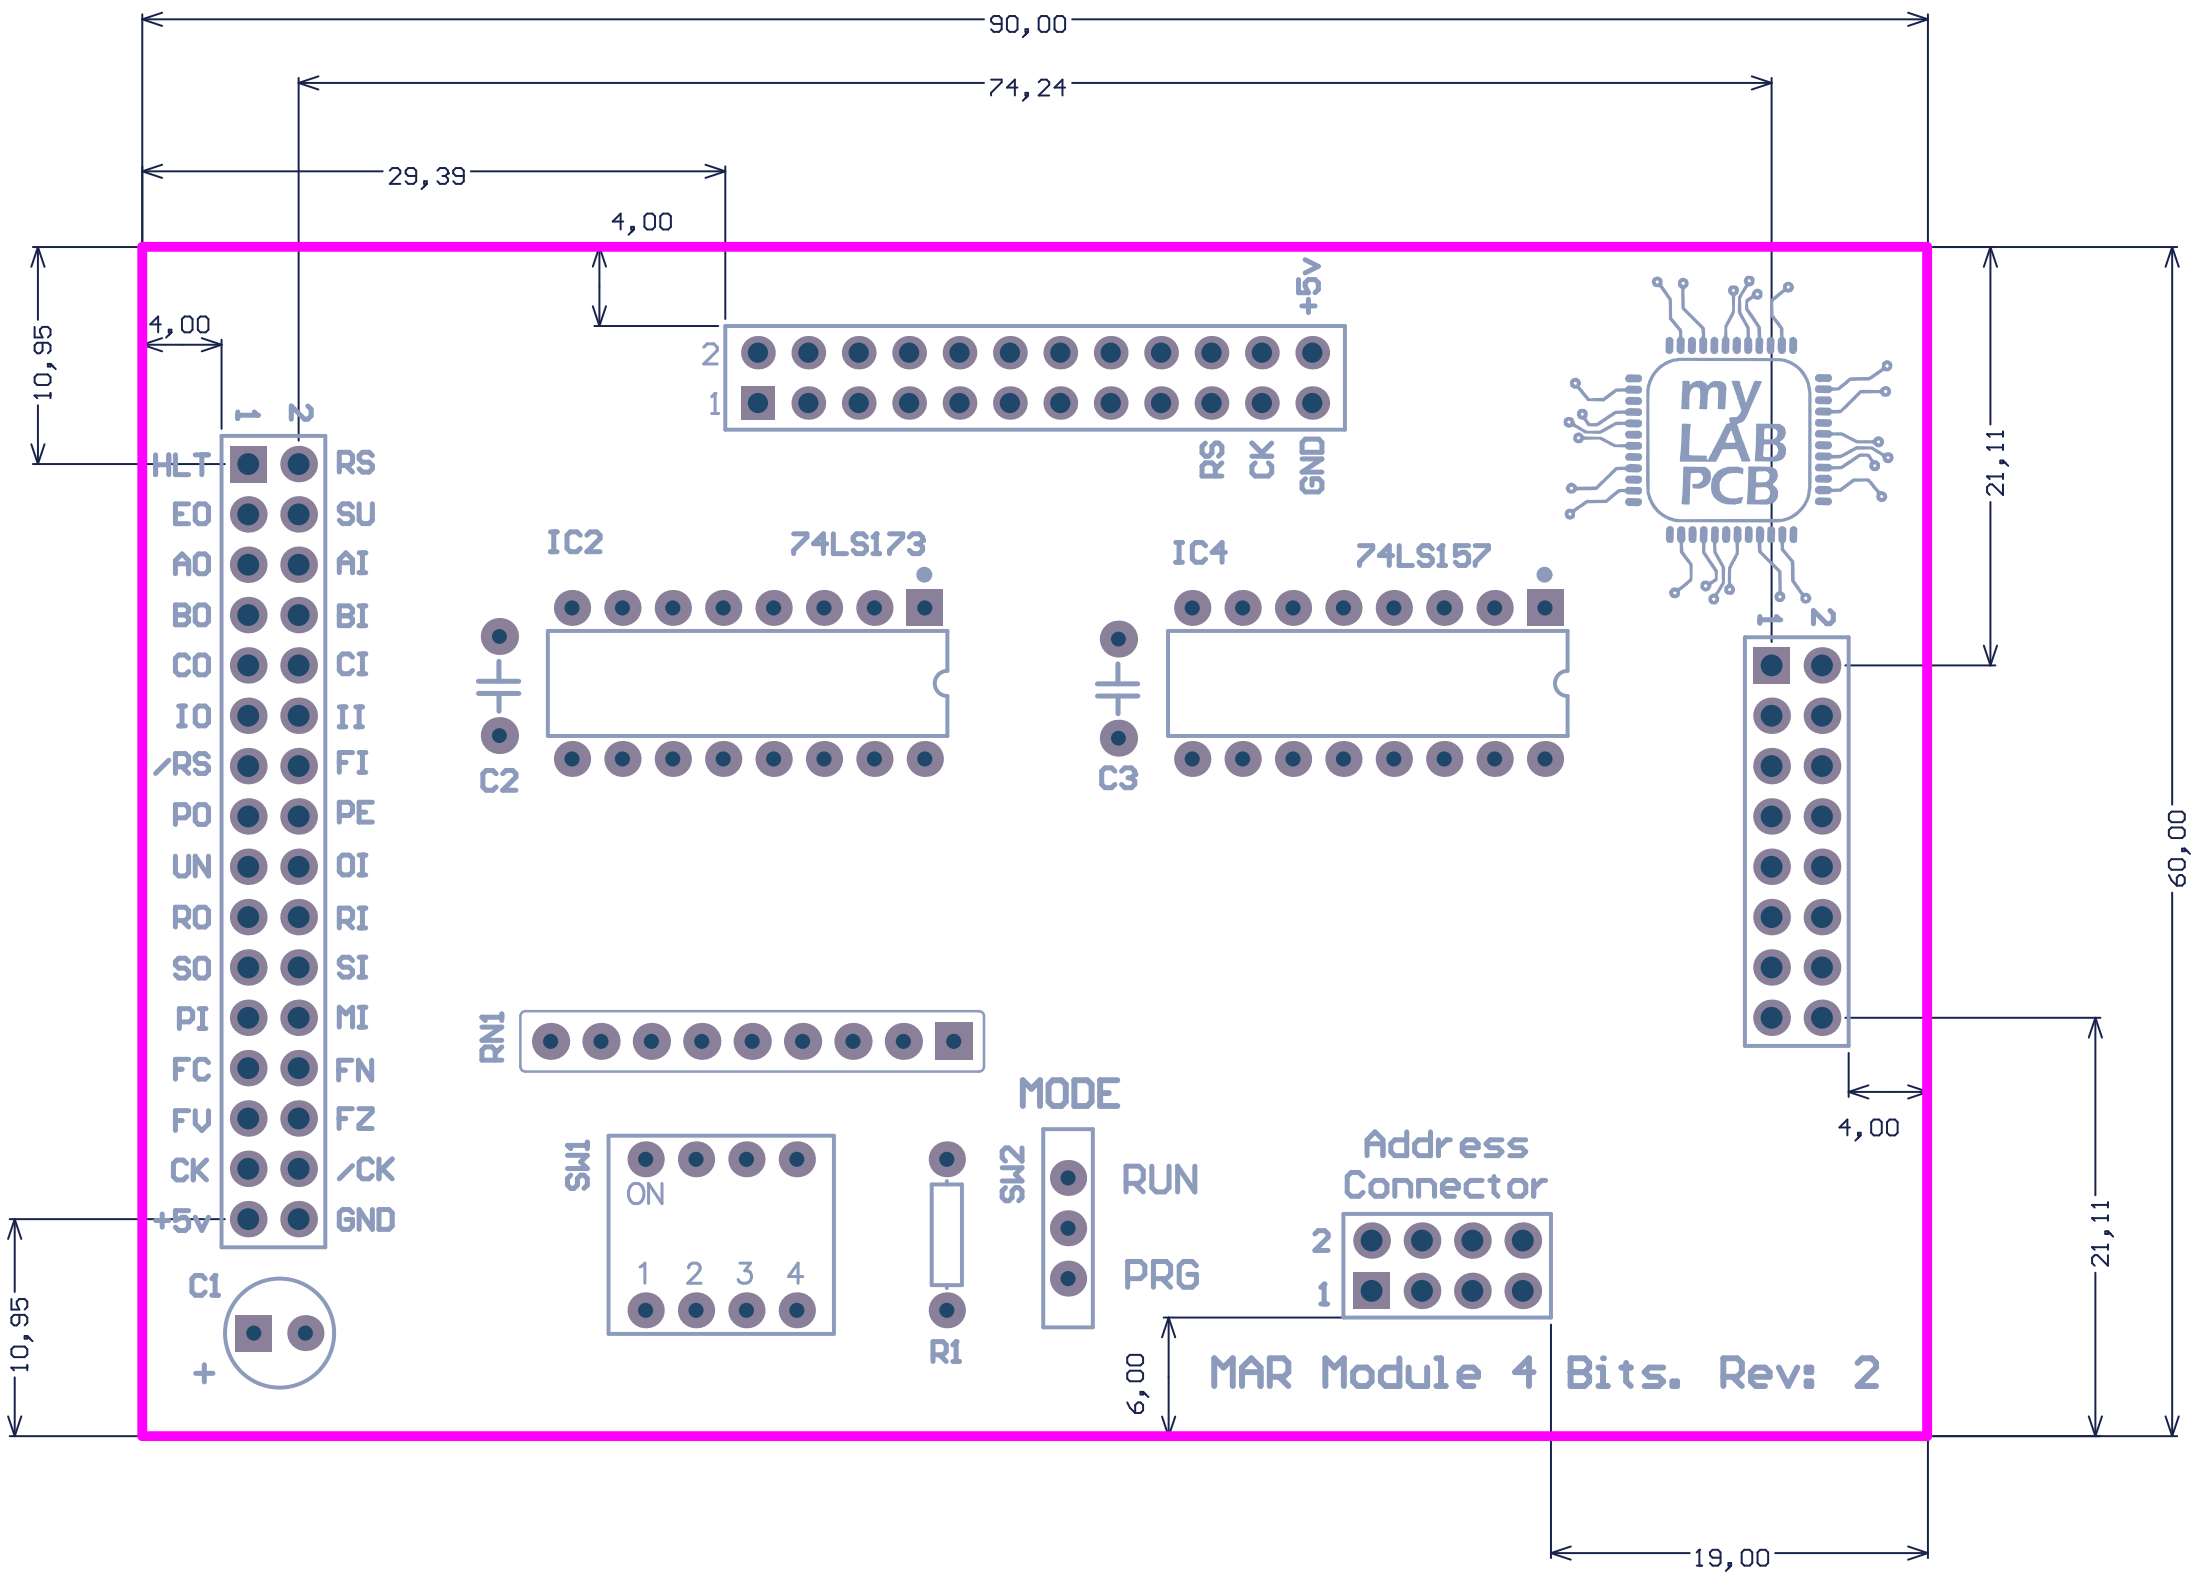 90,00
74,24
29,39
4,00
+5v
10,95
4,00
2
1
1 2
HLT RS
EO SU
AO AI
BO BI
CO CI
IO II
/RS FI
PO PE
UN OI
RO RI
SO SI
PI MI
FC FN
FV FZ
CK /CK
+5v GND
RS CK GND
my
LAB
PCB
21,11
IC2 74LS173
IC4 74LS157
1 2
C2
C3
60,00
RN1
MODE
SW1
ON
1 2 3 4
SW2
RUN
PRG
R1
Address
Connector
2
1
4,00
21,11
C1
+
10,95
6,00
MAR Module 4 Bits. Rev: 2
19,00